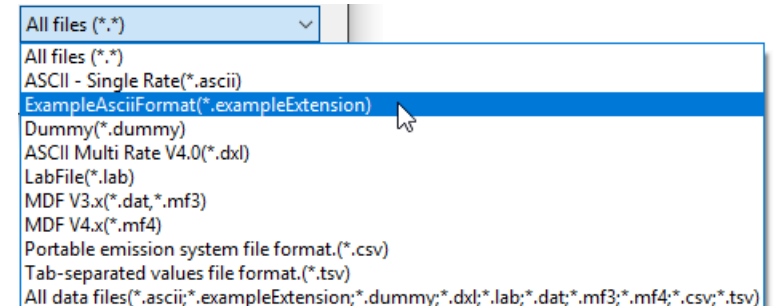 All files (*.*)
All files (*.*)
ASCII - Single Rate(*.ascii)
ExampleAsciiFormat(*.exampleExtension)
Dummy(*.dummy)
ASCII Multi Rate V4.0(*.dxl)
LabFile(*.lab)
MDF V3.x(*.dat,*.mf3)
MDF V4.x(*.mf4)
Portable emission system file format.(*.csv)
Tab-separated values file format.(*.tsv)
All data files(*.ascii;*.exampleExtension;*.dummy;*.dxl;*.lab;*.dat;*.mf3;*.mf4;*.csv;*.tsv)